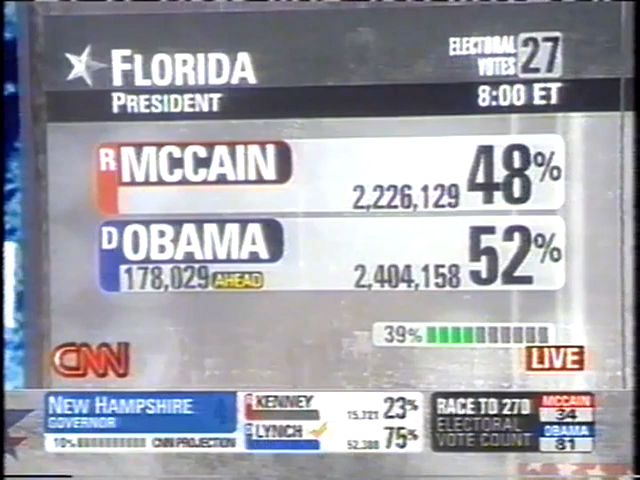 FLORIDA
ELECTORAL VOTES 27
PRESIDENT
8:00 ET
R MCCAIN
2,226,129 48%
D OBAMA
178,029 AHEAD
2,404,158 52%
39%
CNN
LIVE
NEW HAMPSHIRE
GOVERNOR
10% CNN PROJECTION
R KENNEY
15,721 23%
D LYNCH
52,388 75%
RACE TO 270
ELECTORAL
VOTE COUNT
MCCAIN
34
OBAMA
81